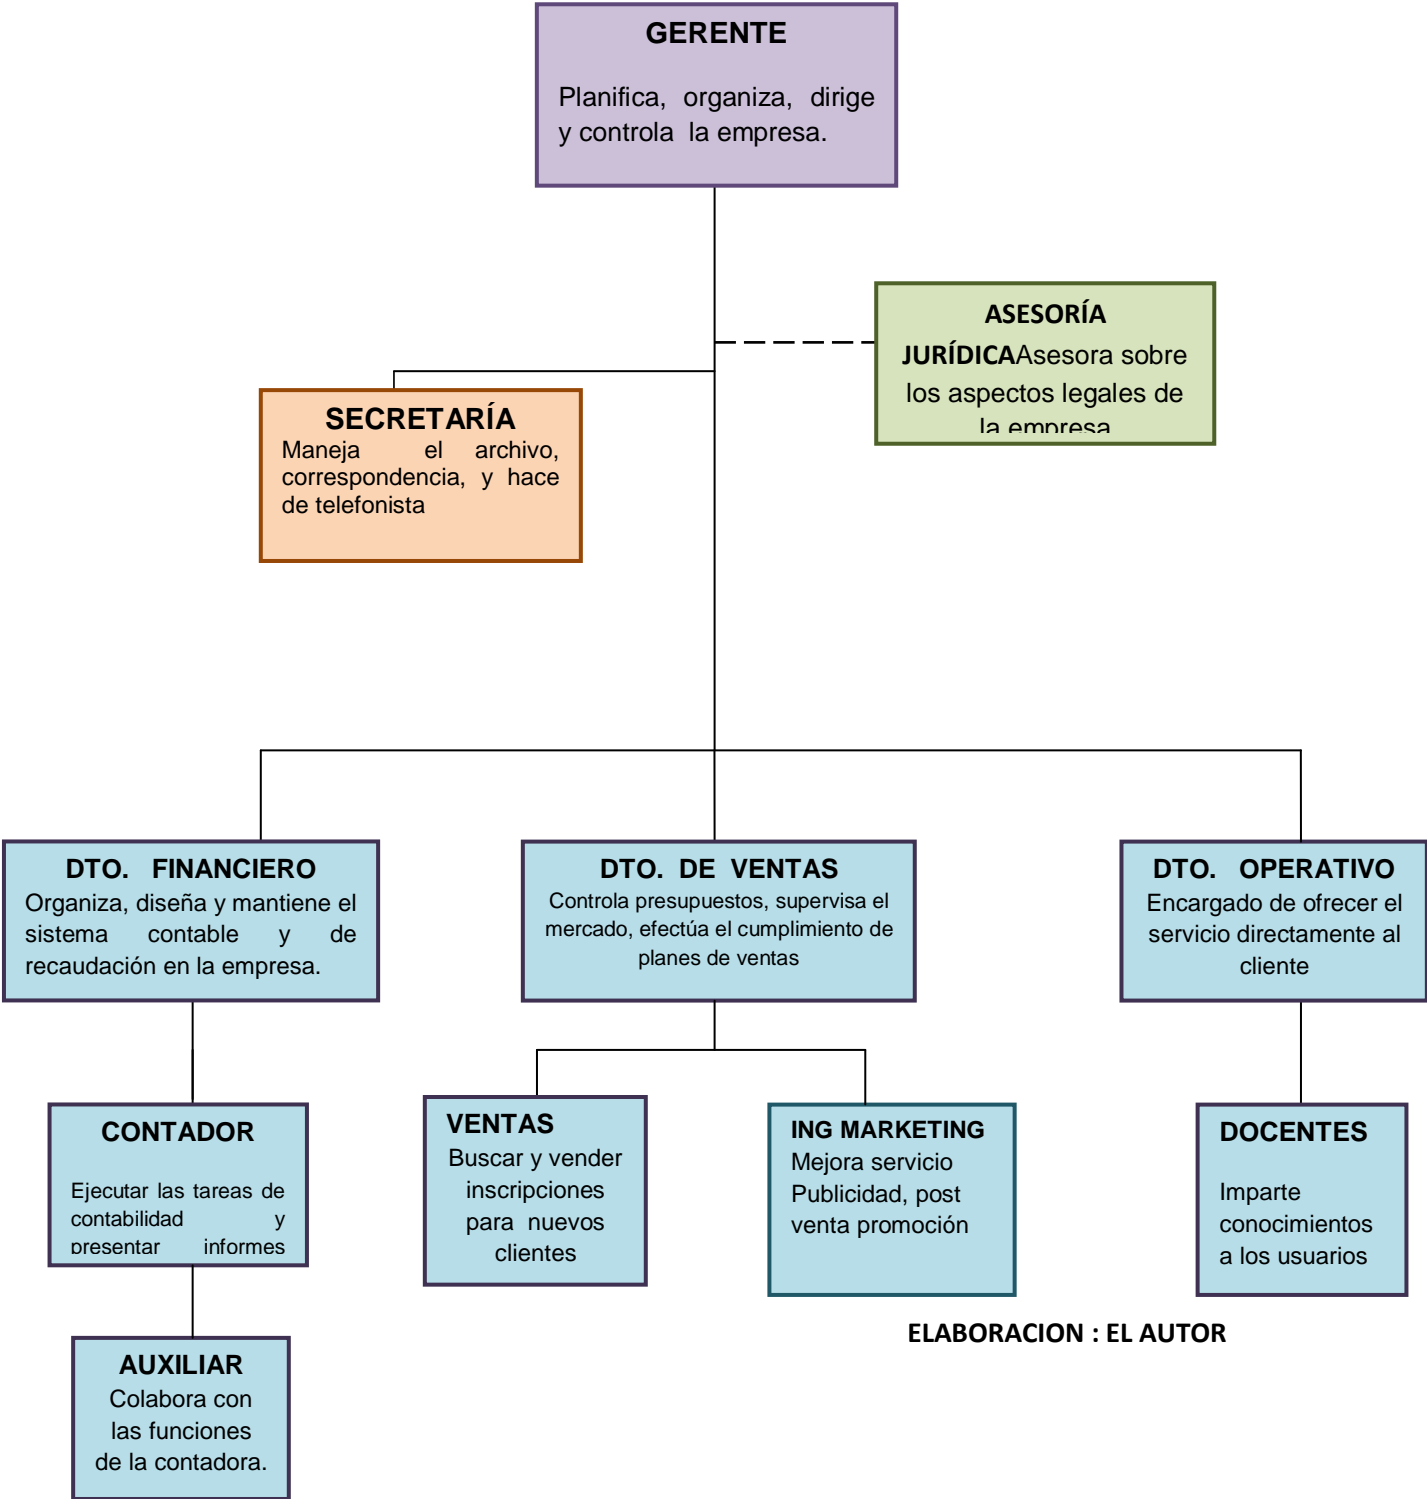 GERENTE
Planifica, organiza, dirige
y controla la empresa.
ASESORÍA
JURÍDICAAsesora sobre
los aspectos legales de
la empresa
SECRETARÍA
Maneja el archivo,
correspondencia, y hace
de telefonista
DTO. FINANCIERO
Organiza, diseña y mantiene el
sistema contable y de
recaudación en la empresa.
DTO. DE VENTAS
Controla presupuestos, supervisa el
mercado, efectúa el cumplimiento de
planes de ventas
DTO. OPERATIVO
Encargado de ofrecer el
servicio directamente al
cliente
CONTADOR
Ejecutar las tareas de
contabilidad y
presentar informes
VENTAS
Buscar y vender
inscripciones
para nuevos
clientes
ING MARKETING
Mejora servicio
Publicidad, post
venta promoción
DOCENTES
Imparte
conocimientos
a los usuarios
ELABORACION : EL AUTOR
AUXILIAR
Colabora con
las funciones
de la contadora.